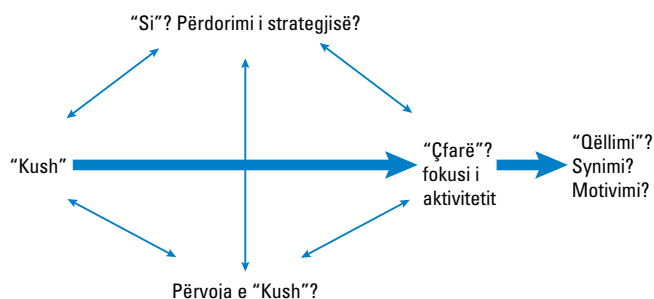 “Si”? Përdorimi i strategjisë?
“Kush”
“Çfarë”?
fokusi i
aktivitetit
“Qëllimi”?
Synimi?
Motivimi?
Përvoja e “Kush”?